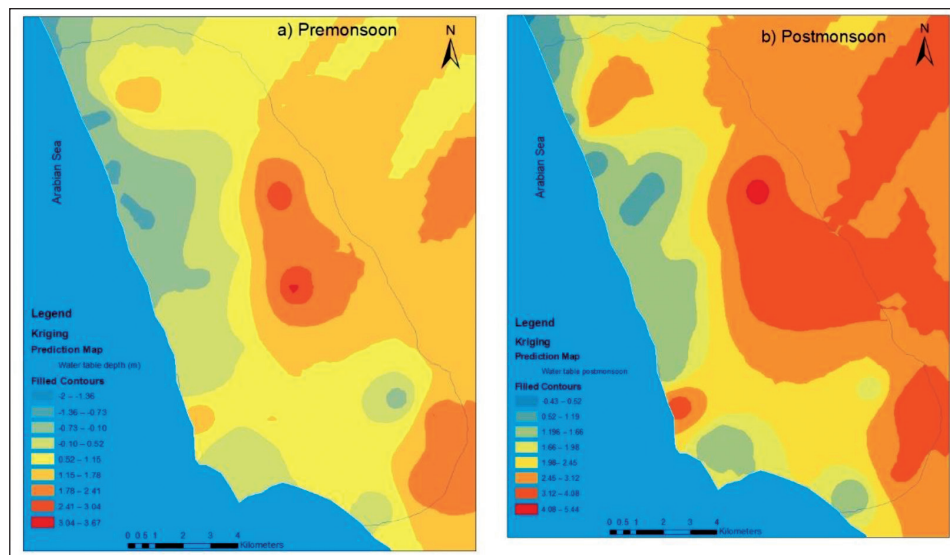 a) Premonsoon
N
Arabian Sea
Legend
Kriging
Prediction Map
Water table depth (m)
Filled Contours
-2 – -1.36
-1.36 – -0.73
-0.73 – -0.10
-0.10 – 0.52
0.52 – 1.15
1.15 – 1.78
1.78 – 2.41
2.41 – 3.04
3.04 – 3.67
0 0.5 1 2 3 4
Kilometers
b) Postmonsoon
N
Arabian Sea
Legend
Kriging
Prediction Map
Water table postmonsoon
Filled Contours
-0.43 – 0.52
0.52 – 1.19
1.196 – 1.66
1.66 – 1.98
1.98 – 2.45
2.45 – 3.12
3.12 – 4.08
4.08 – 5.44
0 0.5 1 2 3 4
Kilometers